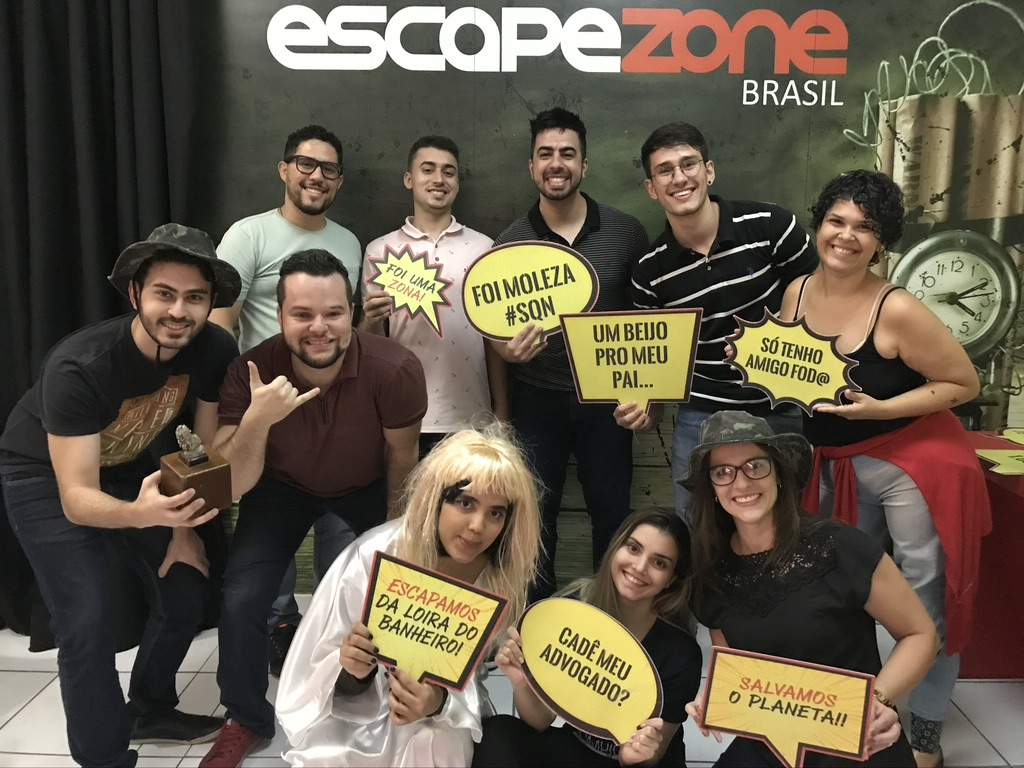 escapezone
BRASIL
FOI UMA
ZONA!
FOI MOLEZA
#SQN
UM BEIJO
PRO MEU
PAI...
SÓ TENHO
AMIGO FOD@
ESCAPAMOS
DA LOIRA DO
BANHEIRO!
CADÊ MEU
ADVOGADO?
SALVAMOS
O PLANETA!!